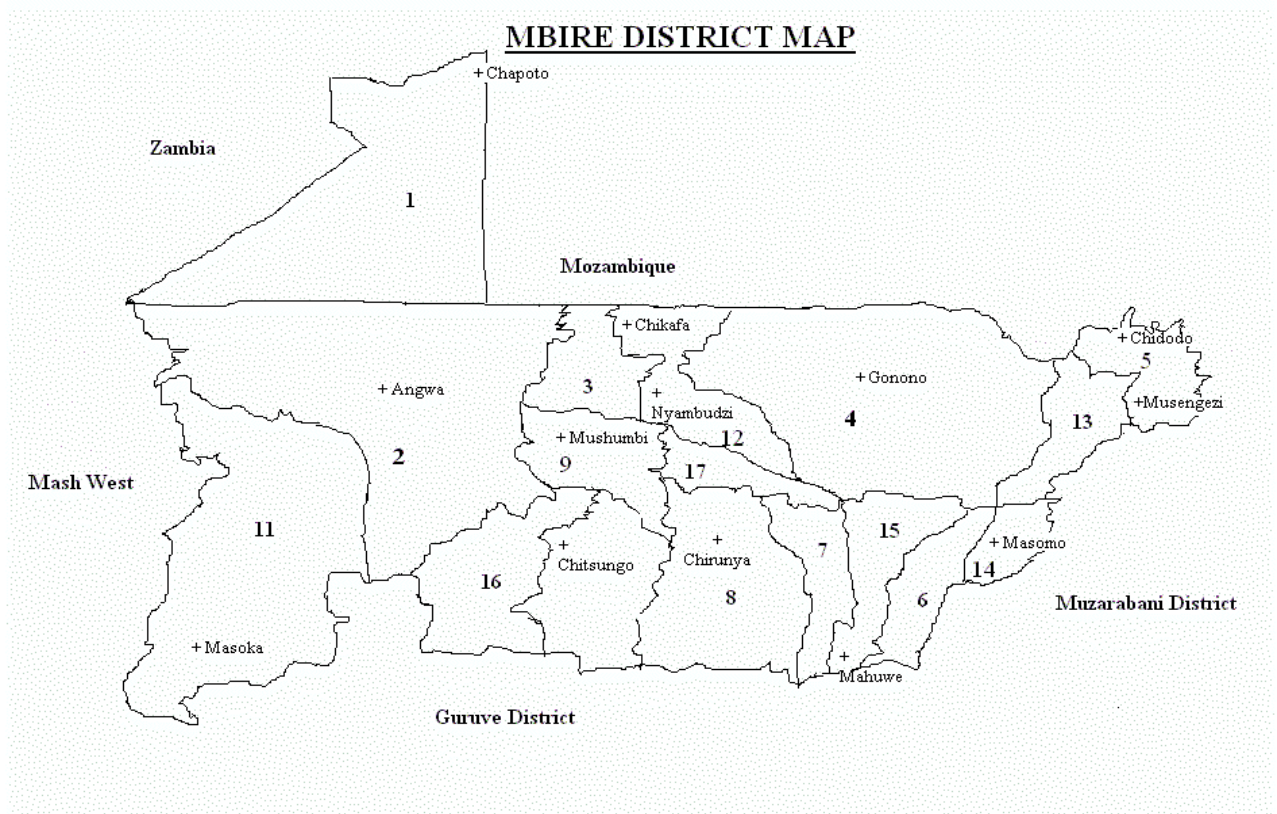 MBIRE DISTRICT MAP
+ Chapoto
Zambia
1
Mozambique
+ Chikafa
+ Chidodo
5
+ Angwa
3
+ Gonono
+ Nyambudzi
+ Musengezi
4
13
+ Mushumbi
12
2
9
17
Mash West
11
15
+ Chitsungo
+ Chirunya
7
+ Masomo
14
16
8
6
Muzarabani District
+ Masoka
+ Mahuwe
Guruve District